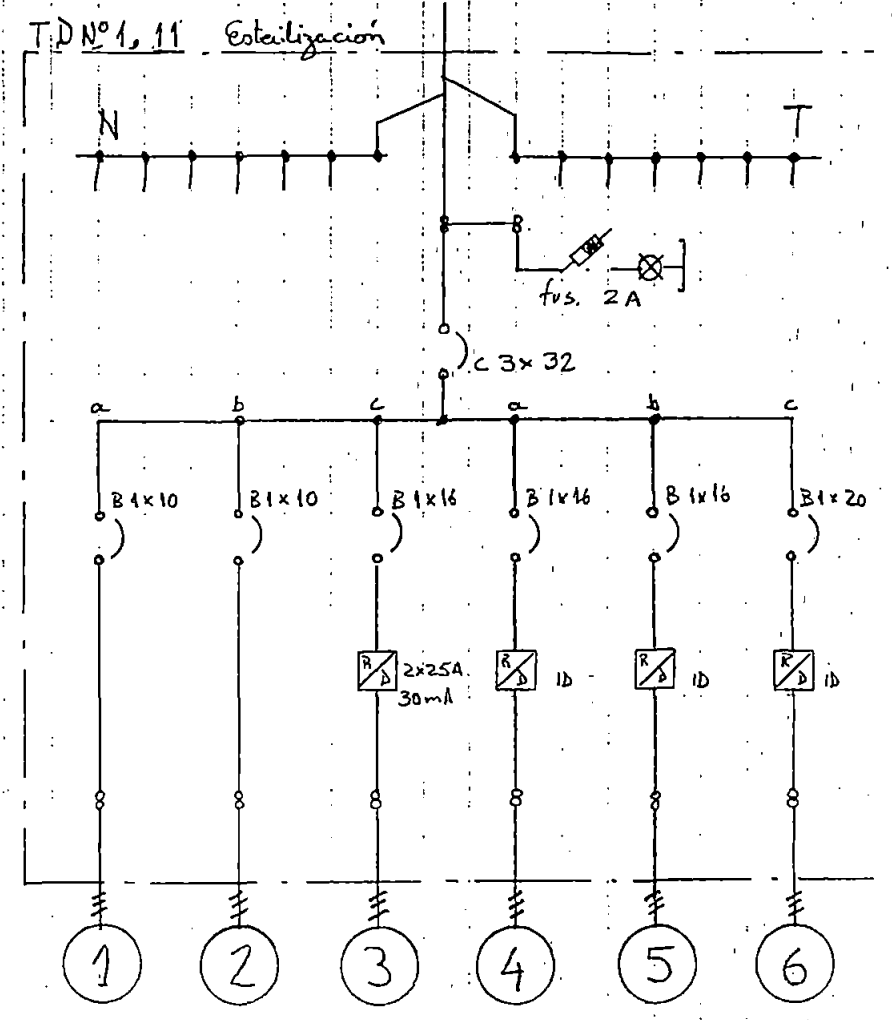 TD Nº 1, 11 Esterilización
N T
fus. 2A
C 3x32
a b c a b c
B 1x10 B 1x10 B 1x16 B 1x16 B 1x16 B 1x20
R/D 2x25A R/D ID R/D ID R/D ID
30mA
1 2 3 4 5 6